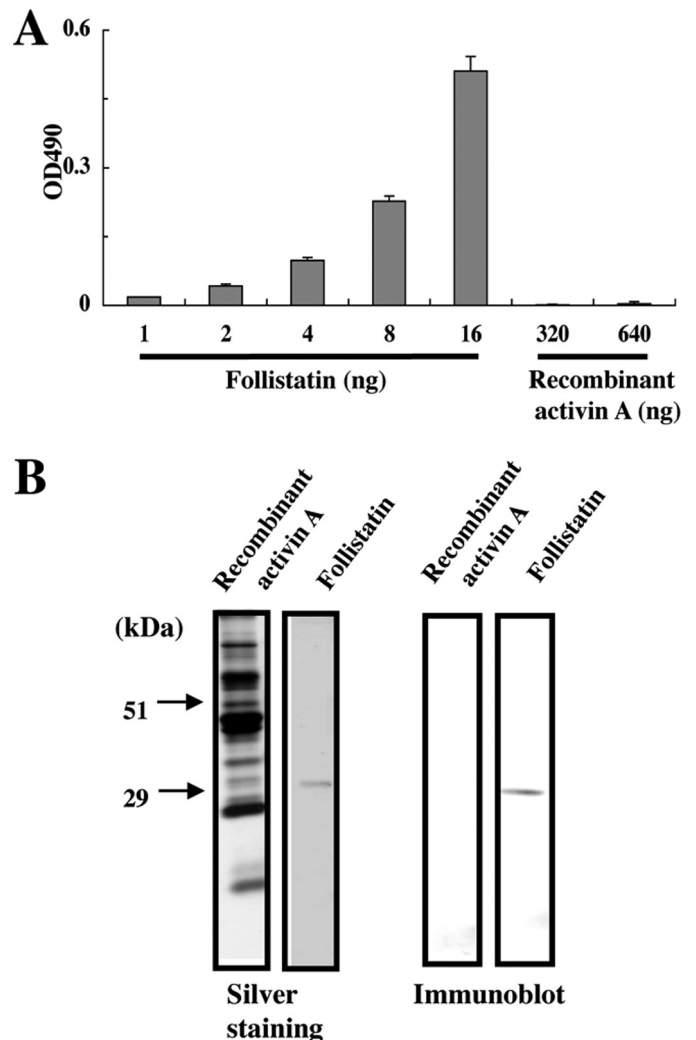 A
0.6
0.3
0
OD490
1 2 4 8 16 320 640
Follistatin (ng)
Recombinant
activin A (ng)
B
Recombinant
activin A
Follistatin
Recombinant
activin A
Follistatin
(kDa)
51
29
Silver
staining
Immunoblot